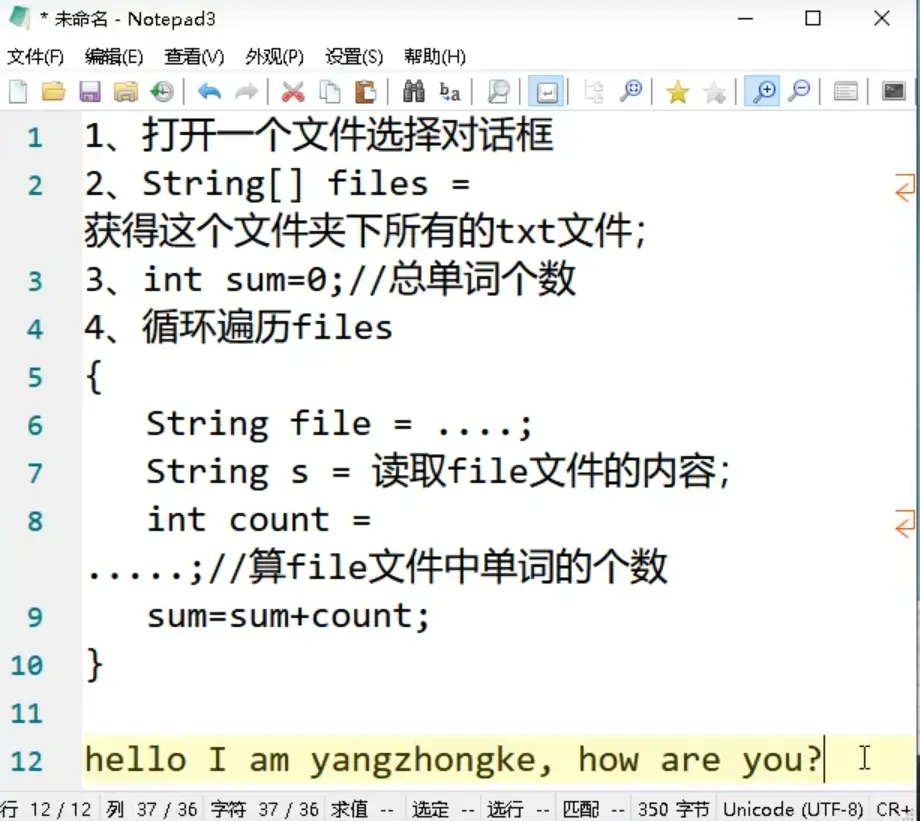 * 未命名 - Notepad3
文件(F) 编辑(E) 查看(V) 外观(P) 设置(S) 帮助(H)
1 1、打开一个文件选择对话框
2 2、String[] files =
获得这个文件夹下所有的txt文件;
3 3、int sum=0;//总单词个数
4 4、循环遍历files
5 {
6 String file = ....;
7 String s = 读取file文件的内容;
8 int count =
.....;//算file文件中单词的个数
9 sum=sum+count;
10 }
11
12 hello I am yangzhongke, how are you?
行 12 / 12 列 37 / 36 字符 37 / 36 求值 -- 选定 -- 选行 -- 匹配 -- 350 字节 Unicode (UTF-8) CR+